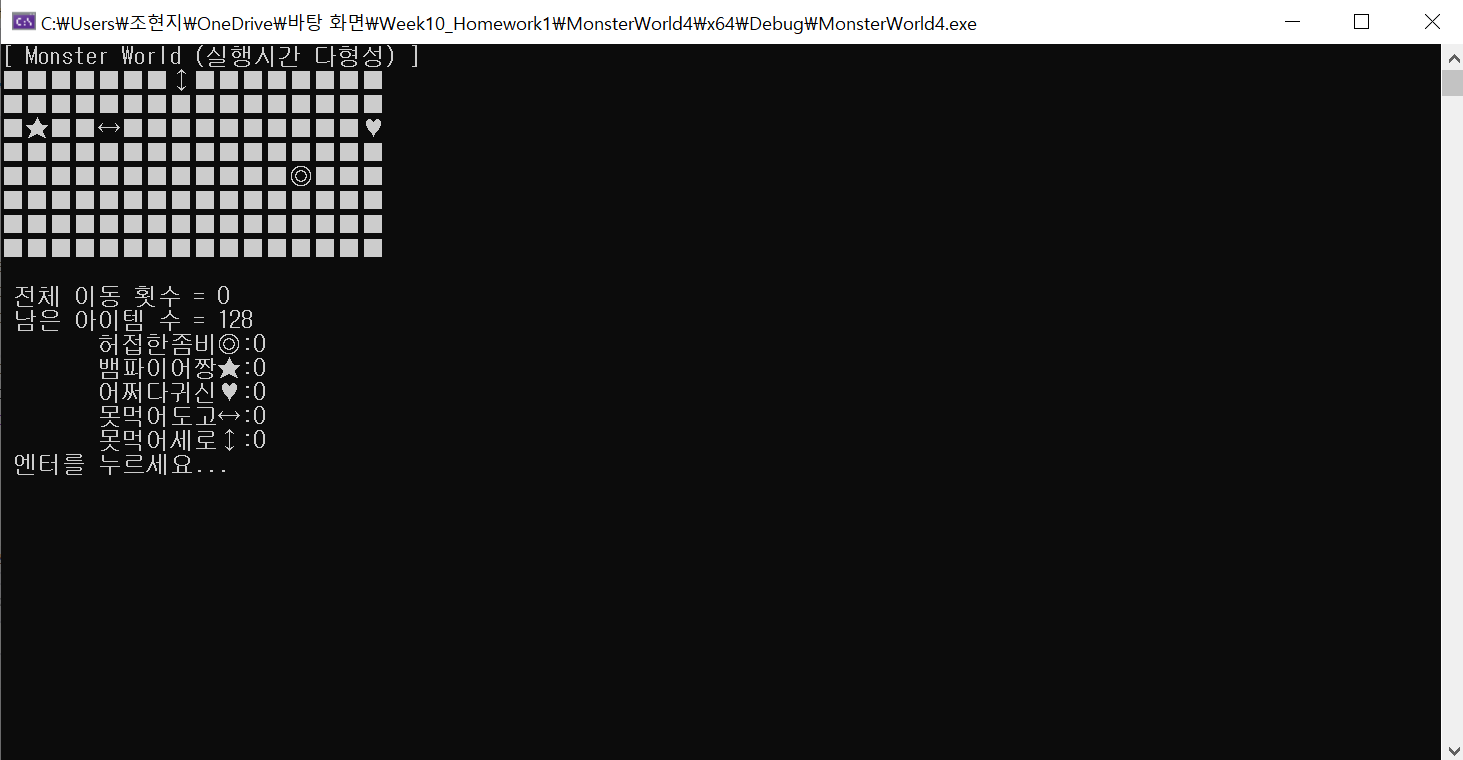 C:\Users\조현지\OneDrive\바탕 화면\Week10_Homework1\MonsterWorld4\x64\Debug\MonsterWorld4.exe
[ Monster World (실행시간 다형성) ]
■■■■■■■↕■■■■■■■■
■■■■■■■■■■■■■■■■
■★■■↔■■■■■■■■■■♥
■■■■■■■■■■■■■■■■
■■■■■■■■■■■■◎■■■
■■■■■■■■■■■■■■■■
■■■■■■■■■■■■■■■■
■■■■■■■■■■■■■■■■
전체 이동 횟수 = 0
남은 아이템 수 = 128
허접한좀비◎:0
뱀파이어짱★:0
어쩌다귀신♥:0
못먹어도고↔:0
못먹어세로↕:0
엔터를 누르세요...